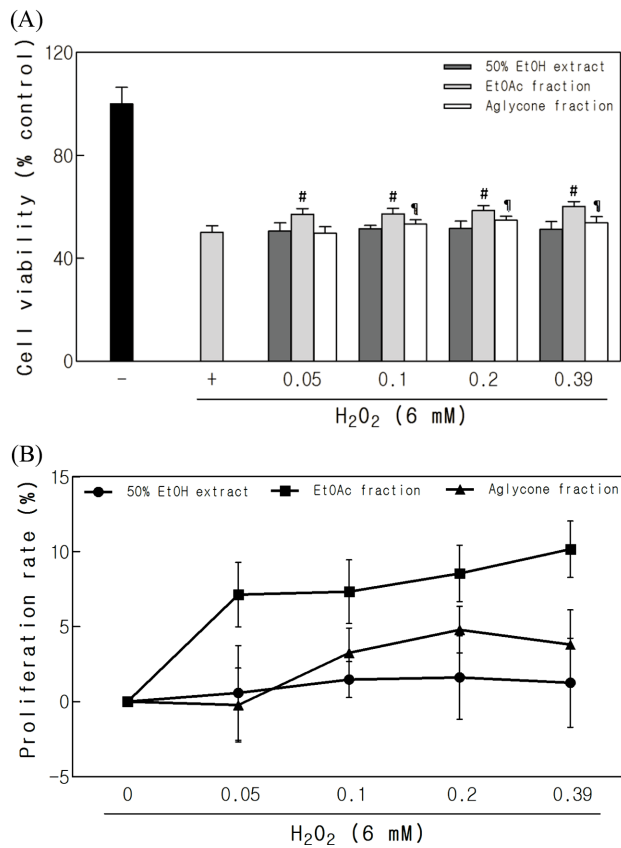 (A)
Cell viability (% control)
120
80
40
0
50% EtOH extract
EtOAc fraction
Aglycone fraction
# # ¶ # ¶ # ¶
- + 0.05 0.1 0.2 0.39
H₂O₂ (6 mM)
(B)
Proliferation rate (%)
15
10
5
0
-5
50% EtOH extract EtOAc fraction Aglycone fraction
0 0.05 0.1 0.2 0.39
H₂O₂ (6 mM)